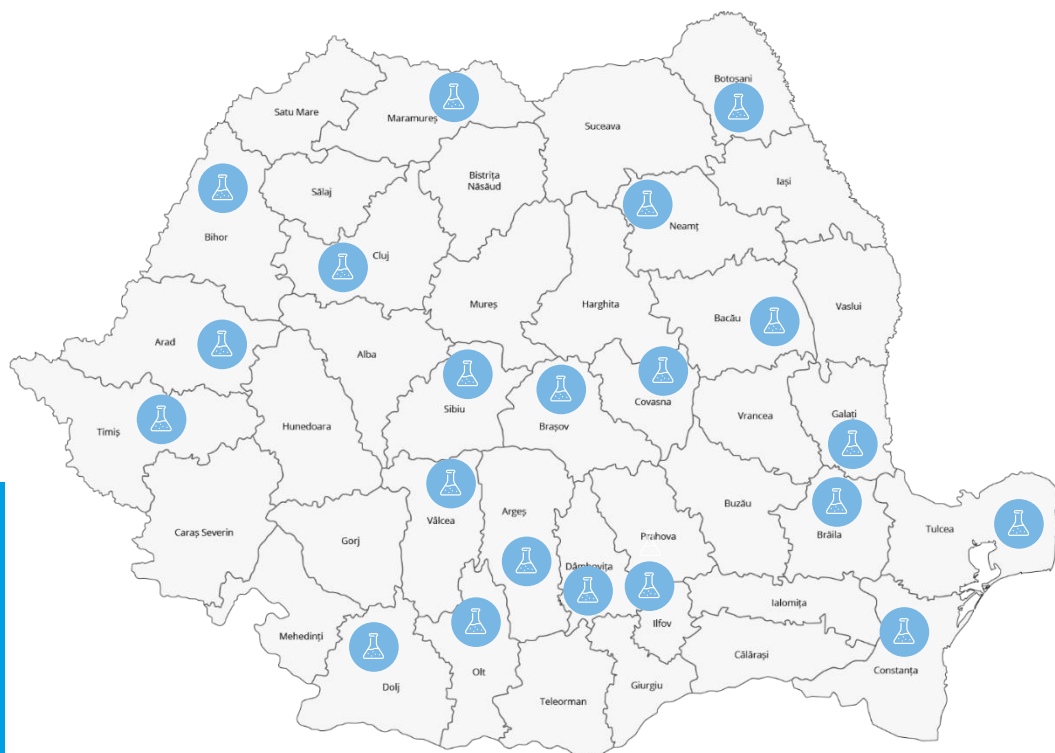 Botoșani
Satu Mare
Maramureș
Suceava
Bistrița
Năsăud
Iași
Sălaj
Neamț
Bihor
Cluj
Mureș
Harghita
Vaslui
Bacău
Arad
Alba
Covasna
Sibiu
Galați
Vrancea
Hunedoara
Brașov
Timiș
Buzău
Argeș
Vâlcea
Tulcea
Caraș Severin
Gorj
Prahova
Brăila
Dâmbovița
Ialomița
Ilfov
Mehedinți
Călărași
Constanța
Olt
Giurgiu
Dolj
Teleorman